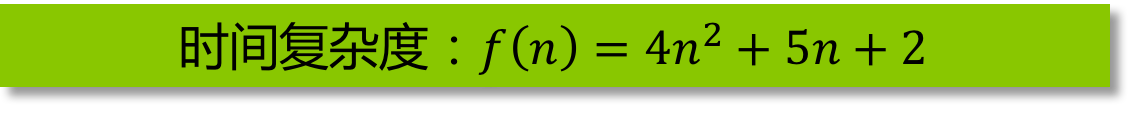 时间复杂度：𝑓(𝑛) = 4𝑛² + 5𝑛 + 2